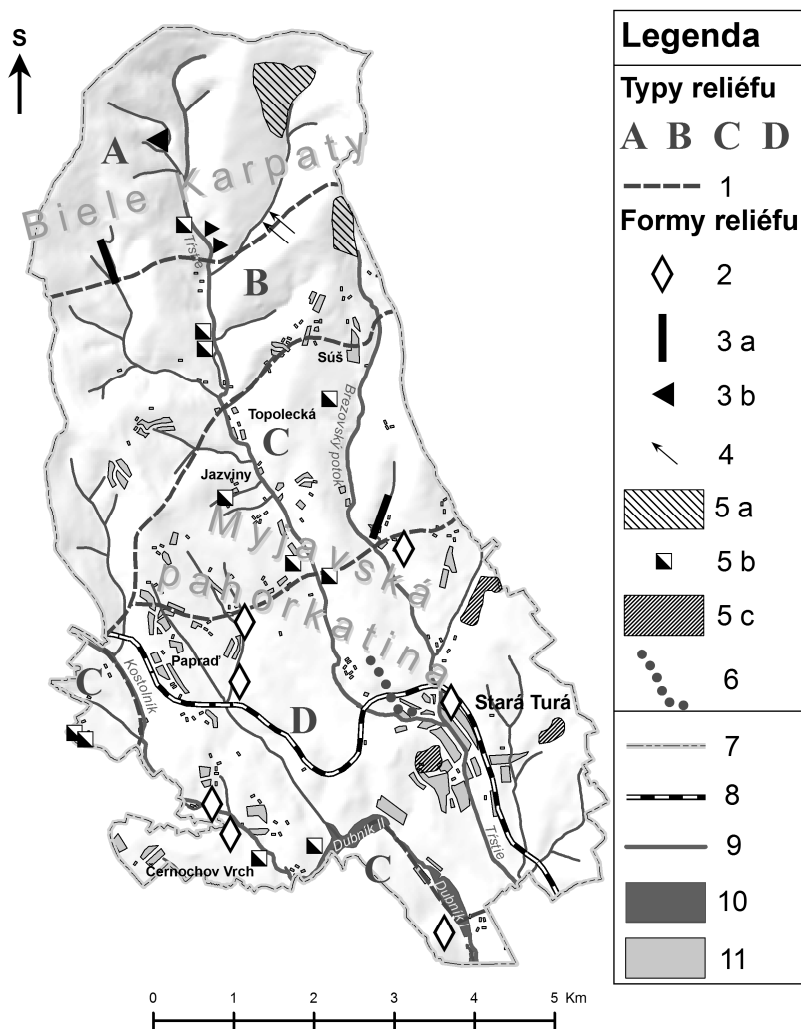 S
A
Biele Karpaty
Tŕstie
B
Súš
Topolecká
C
Brezovský potok
Jazviny
Myjavská
pahorkatina
Papraď
C
Kostolník
D
Stará Turá
Dubník II
Tŕstie
Černochov Vrch
C
Dubník
0 1 2 3 4 5 Km
Legenda
Typy reliéfu
A B C D
1
Formy reliéfu
2
3 a
3 b
4
5 a
5 b
5 c
6
7
8
9
10
11